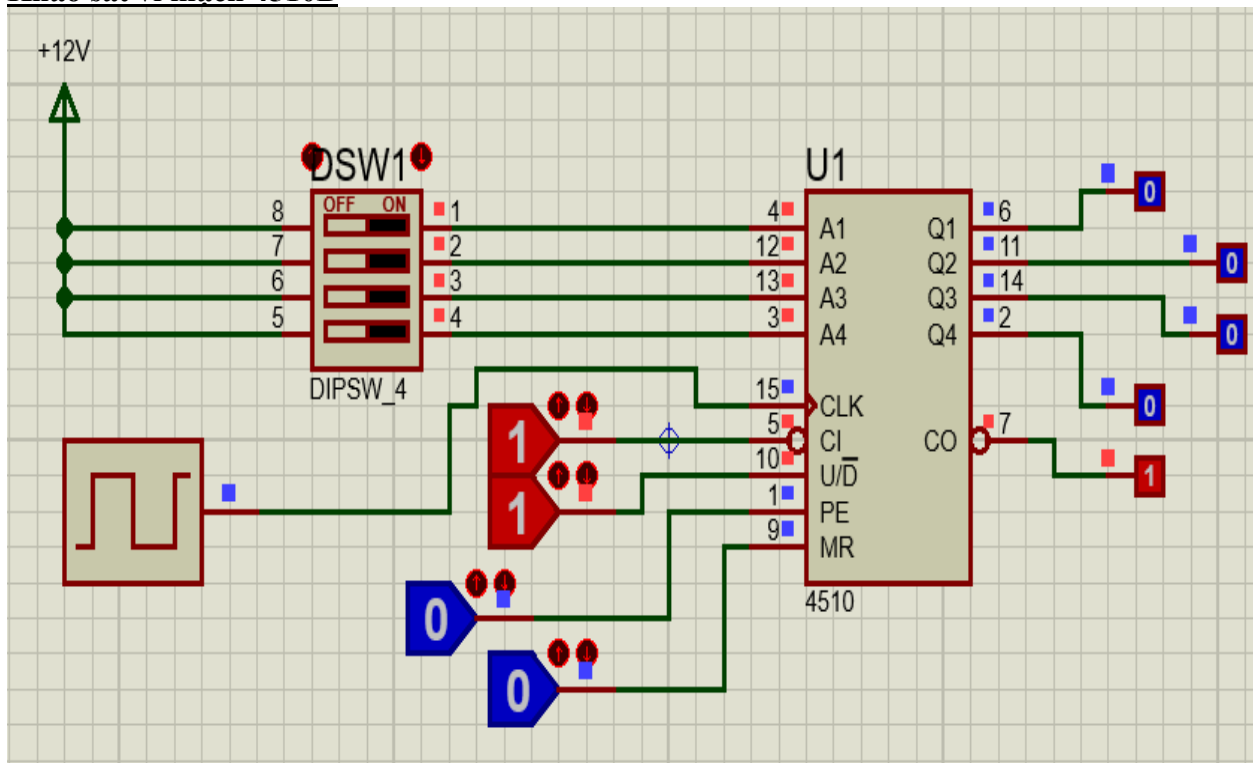 +12V
DSW1
U1
OFF ON
8 1 4 A1 Q1 6 0
7 2 12 A2 Q2 11 0
6 3 13 A3 Q3 14 0
5 4 3 A4 Q4 2 0
DIPSW_4
15 CLK
1 5 CI CO 7 1
1 10 U/D̅
1 PE
9 MR
4510
0
0